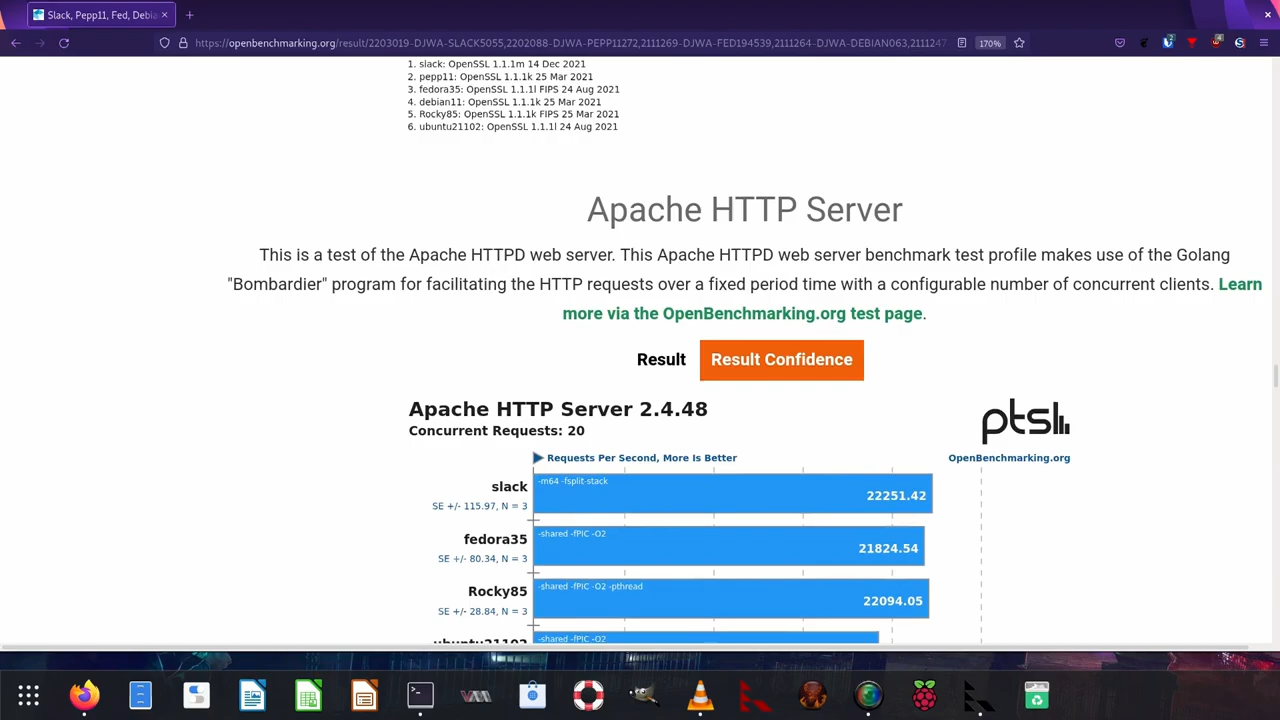 Slack, Pepp11, Fed, Debia
https://openbenchmarking.org/result/2203019-DJWA-SLACK5055,2202088-DJWA-PEPP11272,2111269-DJWA-FED194539,2111264-DJWA-DEBIAN063,2111247
170%
1. slack: OpenSSL 1.1.1m 14 Dec 2021
2. pepp11: OpenSSL 1.1.1k 25 Mar 2021
3. fedora35: OpenSSL 1.1.1l FIPS 24 Aug 2021
4. debian11: OpenSSL 1.1.1k 25 Mar 2021
5. Rocky85: OpenSSL 1.1.1k FIPS 25 Mar 2021
6. ubuntu21102: OpenSSL 1.1.1l 24 Aug 2021
Apache HTTP Server
This is a test of the Apache HTTPD web server. This Apache HTTPD web server benchmark test profile makes use of the Golang
"Bombardier" program for facilitating the HTTP requests over a fixed period time with a configurable number of concurrent clients. Learn
more via the OpenBenchmarking.org test page.
Result Result Confidence
Apache HTTP Server 2.4.48
Concurrent Requests: 20
ptsl
Requests Per Second, More Is Better
OpenBenchmarking.org
slack
-m64 -fsplit-stack
22251.42
SE +/- 115.97, N = 3
fedora35
-shared -fPIC -O2
21824.54
SE +/- 80.34, N = 3
Rocky85
-shared -fPIC -O2 -pthread
22094.05
SE +/- 28.84, N = 3
ubuntu21102
-shared -fPIC -O2